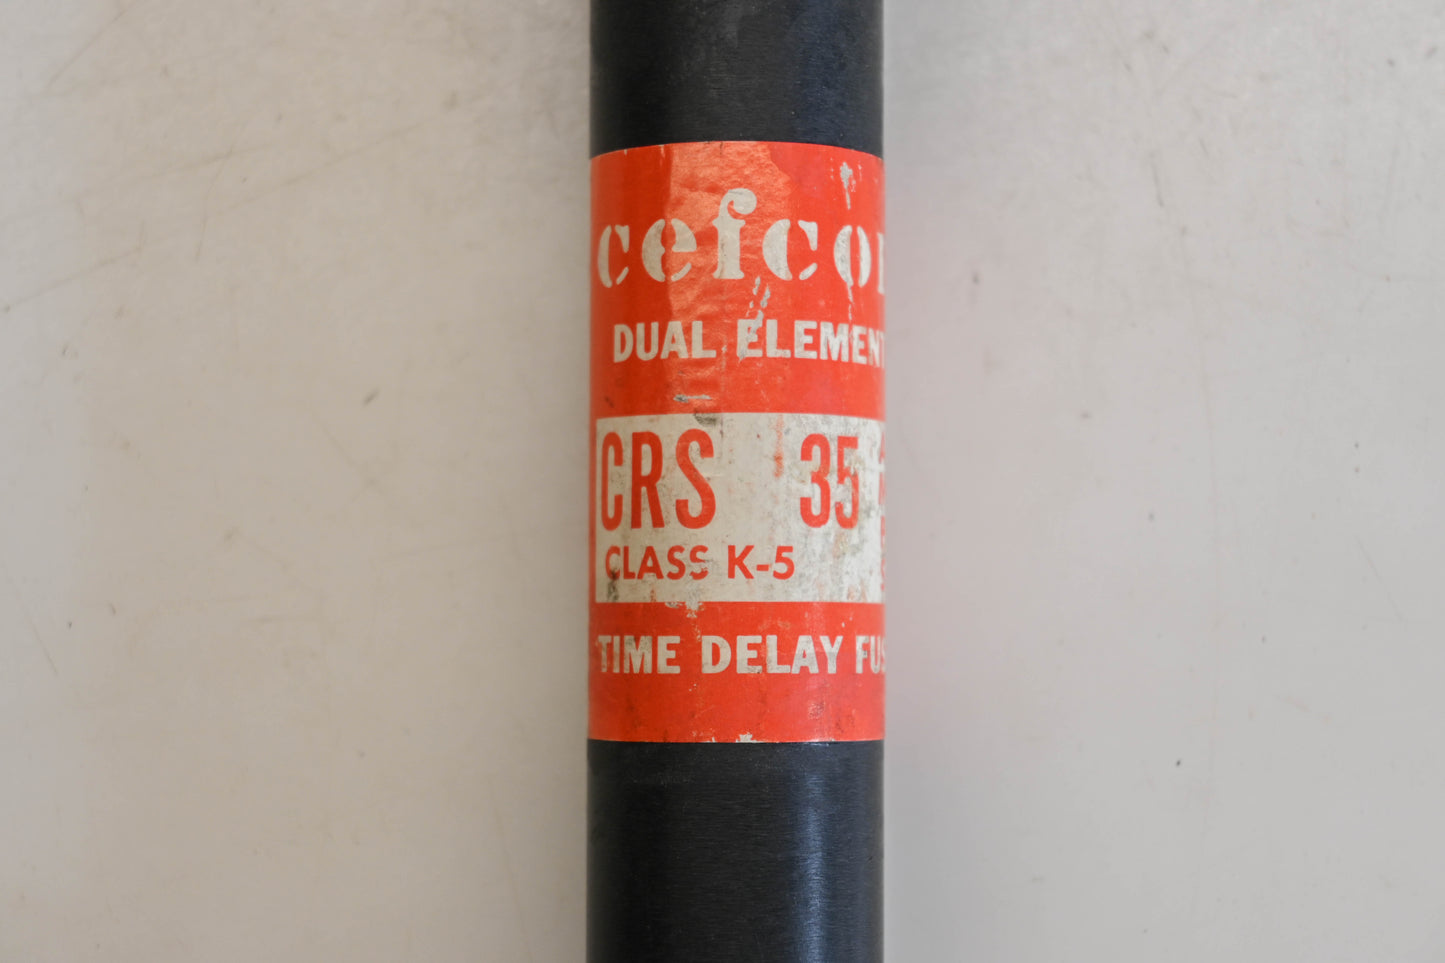 cefco
DUAL ELEMENT
CRS 35
CLASS K-5
TIME DELAY FUS